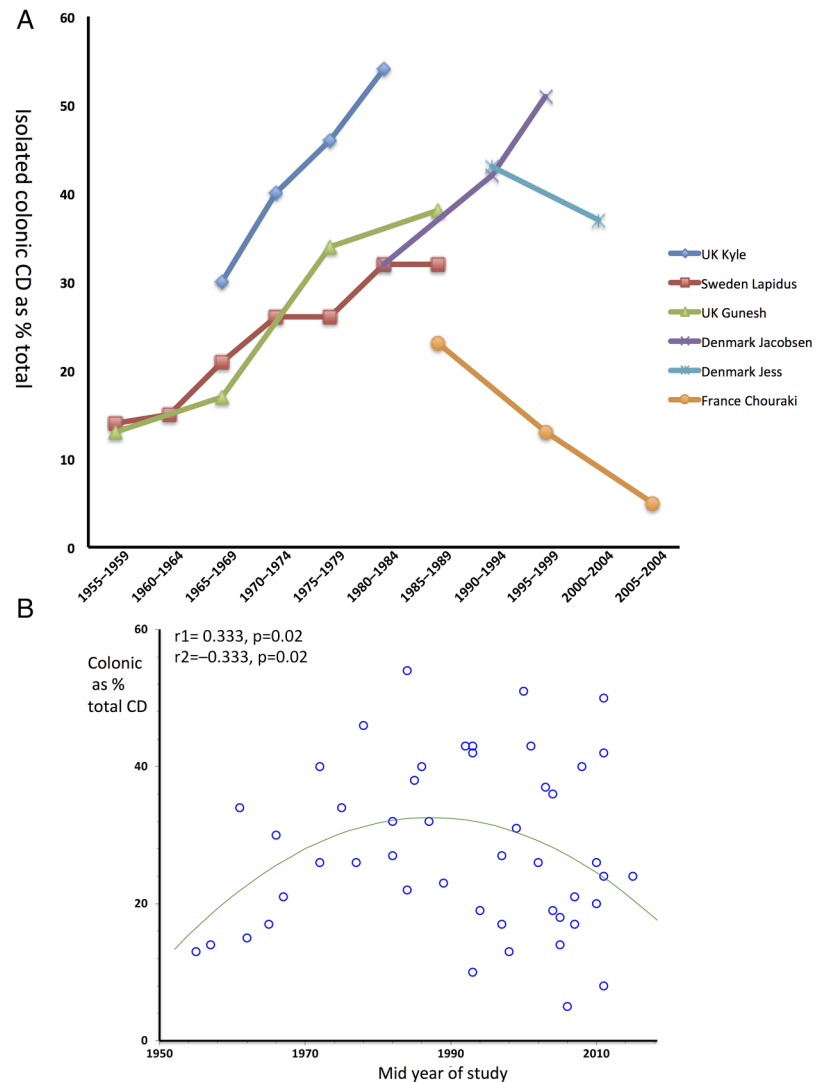 A
Isolated colonic CD as % total
60
50
40
30
20
10
0
1955–1959
1960–1964
1965–1969
1970–1974
1975–1979
1980–1984
1985–1989
1990–1994
1995–1999
2000–2004
2005–2004
UK Kyle
Sweden Lapidus
UK Gunesh
Denmark Jacobsen
Denmark Jess
France Chouraki
B
r1= 0.333, p=0.02
r2=–0.333, p=0.02
Colonic
as %
total CD
60
40
20
0
1950
1970
1990
2010
Mid year of study